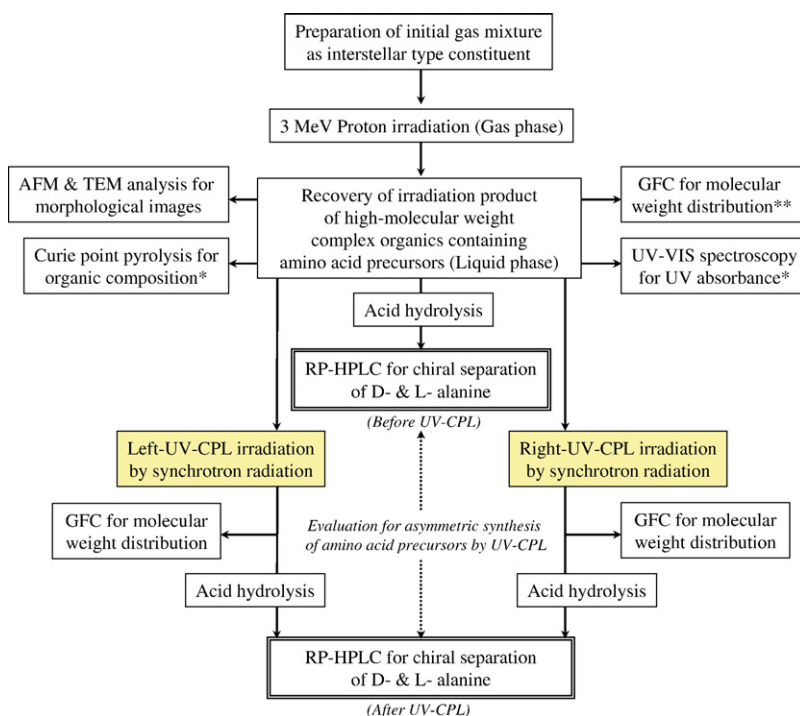 Preparation of initial gas mixture
as interstellar type constituent
3 MeV Proton irradiation (Gas phase)
AFM & TEM analysis for
morphological images
Recovery of irradiation product
of high-molecular weight
complex organics containing
amino acid precursors (Liquid phase)
GFC for molecular
weight distribution**
Curie point pyrolysis for
organic composition*
UV-VIS spectroscopy
for UV absorbance*
Acid hydrolysis
RP-HPLC for chiral separation
of D- & L- alanine
(Before UV-CPL)
Left-UV-CPL irradiation
by synchrotron radiation
Right-UV-CPL irradiation
by synchrotron radiation
GFC for molecular
weight distribution
Evaluation for asymmetric synthesis
of amino acid precursors by UV-CPL
GFC for molecular
weight distribution
Acid hydrolysis
Acid hydrolysis
RP-HPLC for chiral separation
of D- & L- alanine
(After UV-CPL)